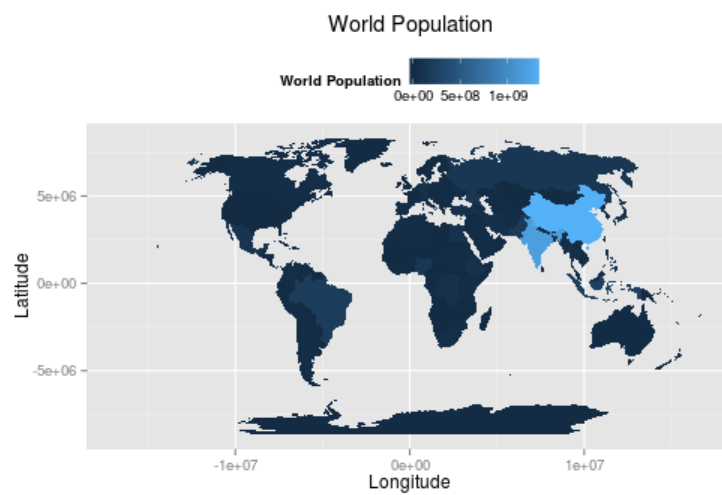 World Population
World Population
0e+00 5e+08 1e+09
5e+06
0e+00
-5e+06
Latitude
-1e+07 0e+00 1e+07
Longitude